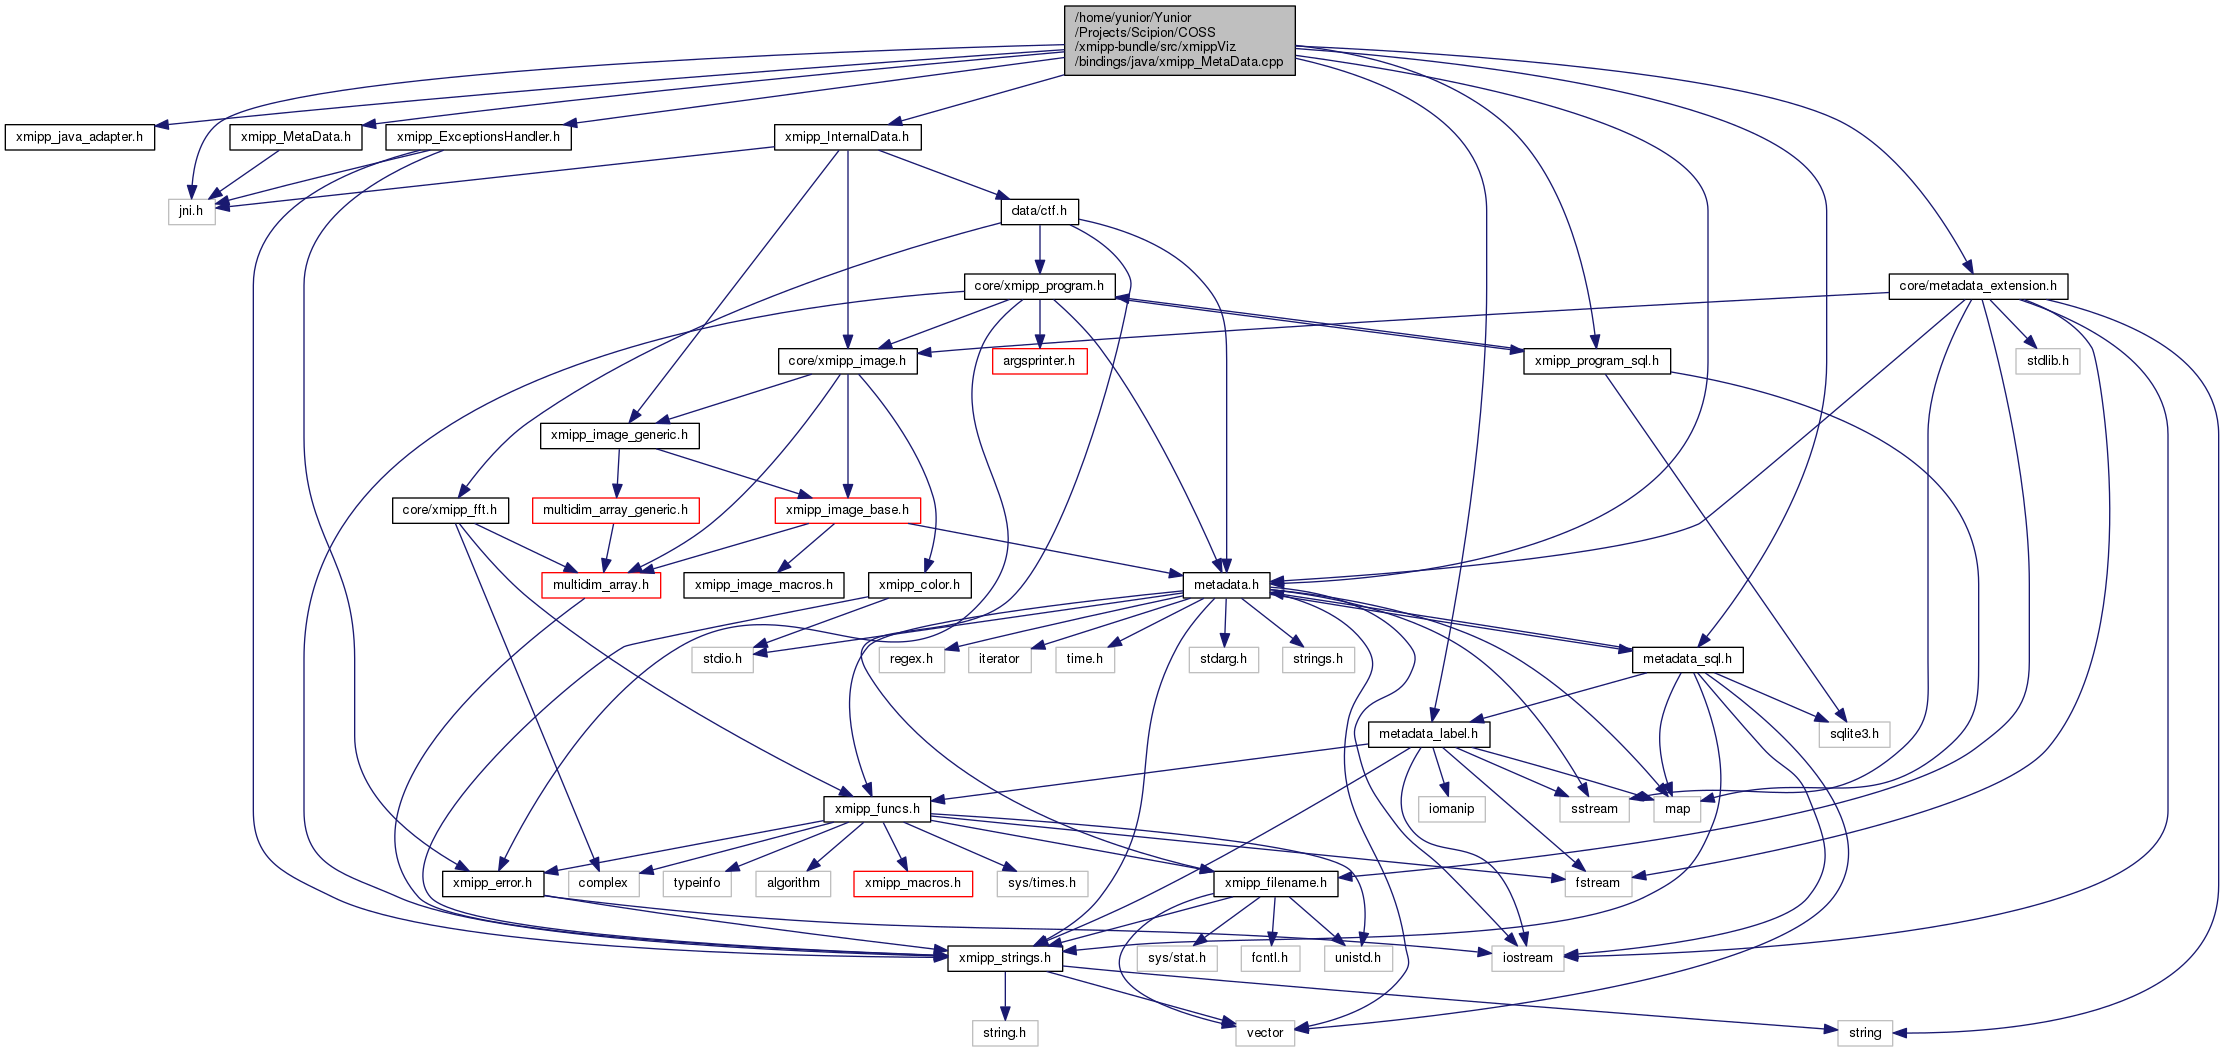 /home/yunior/Yunior
/Projects/Scipion/COSS
/xmipp-bundle/src/xmippViz
/bindings/java/xmipp_MetaData.cpp
xmipp_java_adapter.h
xmipp_MetaData.h
xmipp_ExceptionsHandler.h
xmipp_InternalData.h
jni.h
data/ctf.h
core/xmipp_program.h
core/metadata_extension.h
core/xmipp_image.h
argsprinter.h
xmipp_program_sql.h
stdlib.h
xmipp_image_generic.h
core/xmipp_fft.h
multidim_array_generic.h
xmipp_image_base.h
multidim_array.h
xmipp_image_macros.h
xmipp_color.h
metadata.h
stdio.h
regex.h
iterator
time.h
stdarg.h
strings.h
metadata_sql.h
metadata_label.h
sqlite3.h
xmipp_funcs.h
iomanip
sstream
map
xmipp_error.h
complex
typeinfo
algorithm
xmipp_macros.h
sys/times.h
xmipp_filename.h
fstream
xmipp_strings.h
sys/stat.h
fcntl.h
unistd.h
iostream
string.h
vector
string